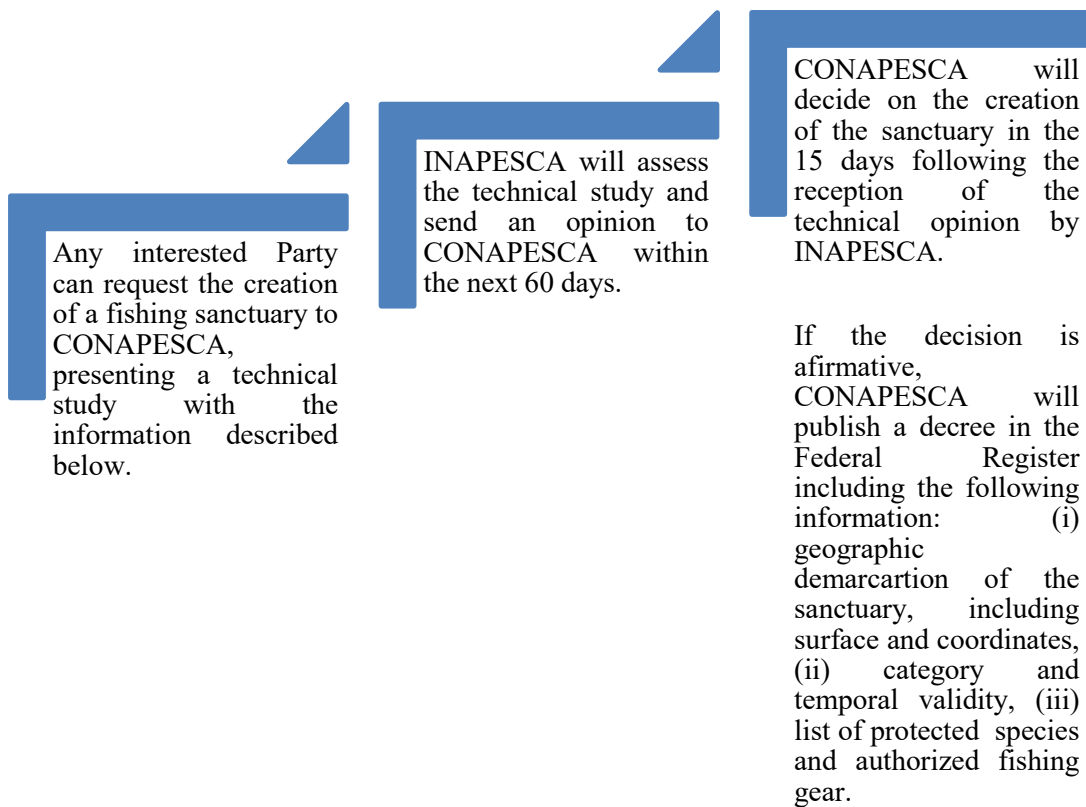 Any interested Party
can request the creation
of a fishing sanctuary to
CONAPESCA,
presenting a technical
study with the
information described
below.
INAPESCA will assess
the technical study and
send an opinion to
CONAPESCA within
the next 60 days.
CONAPESCA will
decide on the creation
of the sanctuary in the
15 days following the
reception of the
technical opinion by
INAPESCA.
If the decision is
afirmative,
CONAPESCA will
publish a decree in the
Federal Register
including the following
information: (i)
geographic
demarcartion of the
sanctuary, including
surface and coordinates,
(ii) category and
temporal validity, (iii)
list of protected species
and authorized fishing
gear.